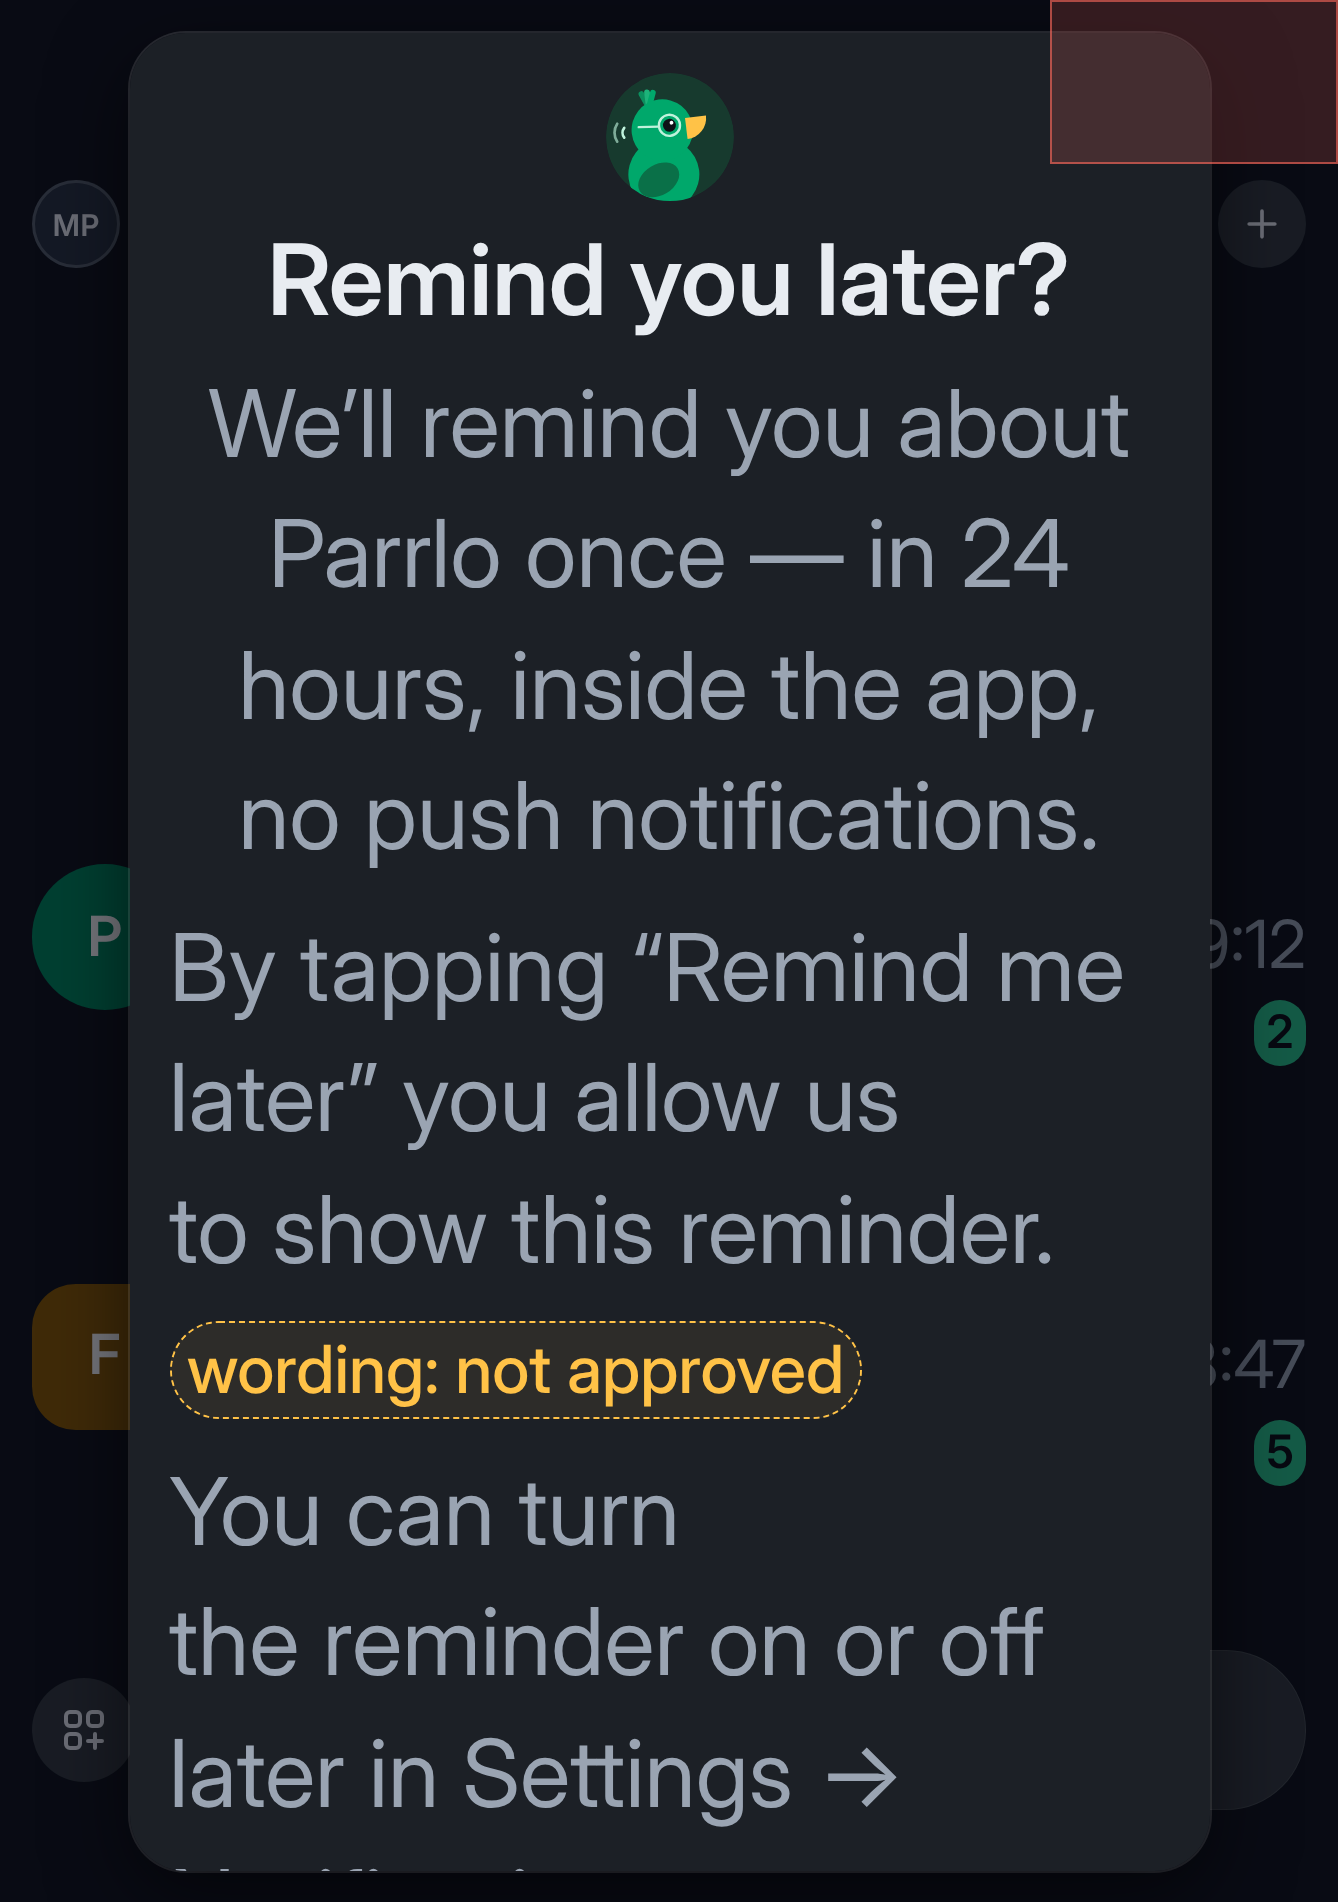 MP
Remind you later?
We’ll remind you about
Parrlo once — in 24
hours, inside the app,
no push notifications.
P
9:12
By tapping “Remind me
2
later” you allow us
to show this reminder.
F
:47
wording: not approved
5
You can turn
the reminder on or off
later in Settings →